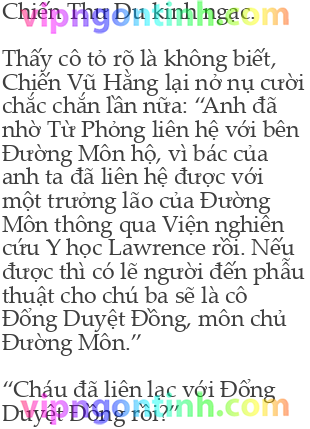 Chiến Thư Du kinh ngạc.
Thấy cô tỏ rõ là không biết,
Chiến Vũ Hằng lại nở nụ cười
chắc chắn lần nữa: “Anh đã
nhờ Từ Phỏng liên hệ với bên
Đường Môn hộ, vì bác của
anh ta đã liên hệ được với
một trưởng lão của Đường
Môn thông qua Viện nghiên
cứu Y học Lawrence rồi. Nếu
được thì có lẽ người đến phẫu
thuật cho chú ba sẽ là cô
Đổng Duyệt Đồng, môn chủ
Đường Môn.”
“Cháu đã liên lạc với Đổng
Duyệt Đồng rồi?”
vipngontinh.com
vipngontinh.com